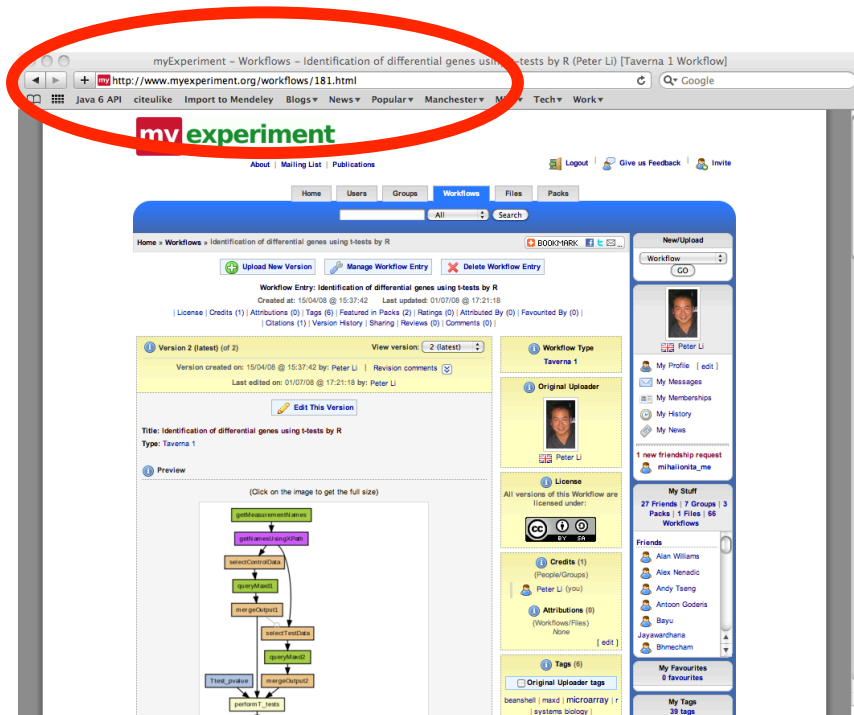 myExperiment – Workflows – Identification of differential genes using t-tests by R (Peter Li) [Taverna 1 Workflow]
my http://www.myexperiment.org/workflows/181.html
Google
Java 6 API citeulike Import to Mendeley Blogs News Popular Manchester Tech Work
my experiment
About | Mailing List | Publications
Logout | Give us Feedback | Invite
Home Users Groups Workflows Files Packs
All Search
Home » Workflows » Identification of differential genes using t-tests by R
BOOKMARK
Upload New Version Manage Workflow Entry Delete Workflow Entry
Workflow Entry: Identification of differential genes using t-tests by R
Created at: 15/04/08 @ 15:37:42 Last updated: 01/07/08 @ 17:21:18
| License | Credits (1) | Attributions (0) | Tags (6) | Featured in Packs (2) | Ratings (0) | Attributed By (0) | Favourited By (0) |
| Citations (1) | Version History | Sharing | Reviews (0) | Comments (0) |
Version 2 (latest) (of 2) View version: 2 (latest)
Version created on: 15/04/08 @ 15:37:42 by: Peter Li | Revision comments
Last edited on: 01/07/08 @ 17:21:18 by: Peter Li
Edit This Version
Title: Identification of differential genes using t-tests by R
Type: Taverna 1
Preview
(Click on the image to get the full size)
getMeasurementNames
getNamesUsingXPath
selectControlData
queryMaxd1
mergeOutput1
selectTestData
queryMaxd2
Ttest_pvalue mergeOutput2
performT_tests
Workflow Type
Taverna 1
Original Uploader
Peter Li
License
All versions of this Workflow are
licensed under:
cc BY SA
Credits (1)
(People/Groups)
Peter Li (you)
Attributions (0)
(Workflows/Files)
None
[ edit ]
Tags (6)
Original Uploader tags
beanshell | maxd | microarray | r
| systems biology |
New/Upload
Workflow
GO
Peter Li
My Profile [ edit ]
My Messages
My Memberships
My History
My News
1 new friendship request
mihaiionita_me
My Stuff
27 Friends | 7 Groups | 3
Packs | 1 Files | 66
Workflows
Friends
Alan Williams
Alex Nenadic
Andy Tseng
Antoon Goderis
Bayu
Jayawardhana
Bhmecham
My Favourites
0 favourites
My Tags
39 tags